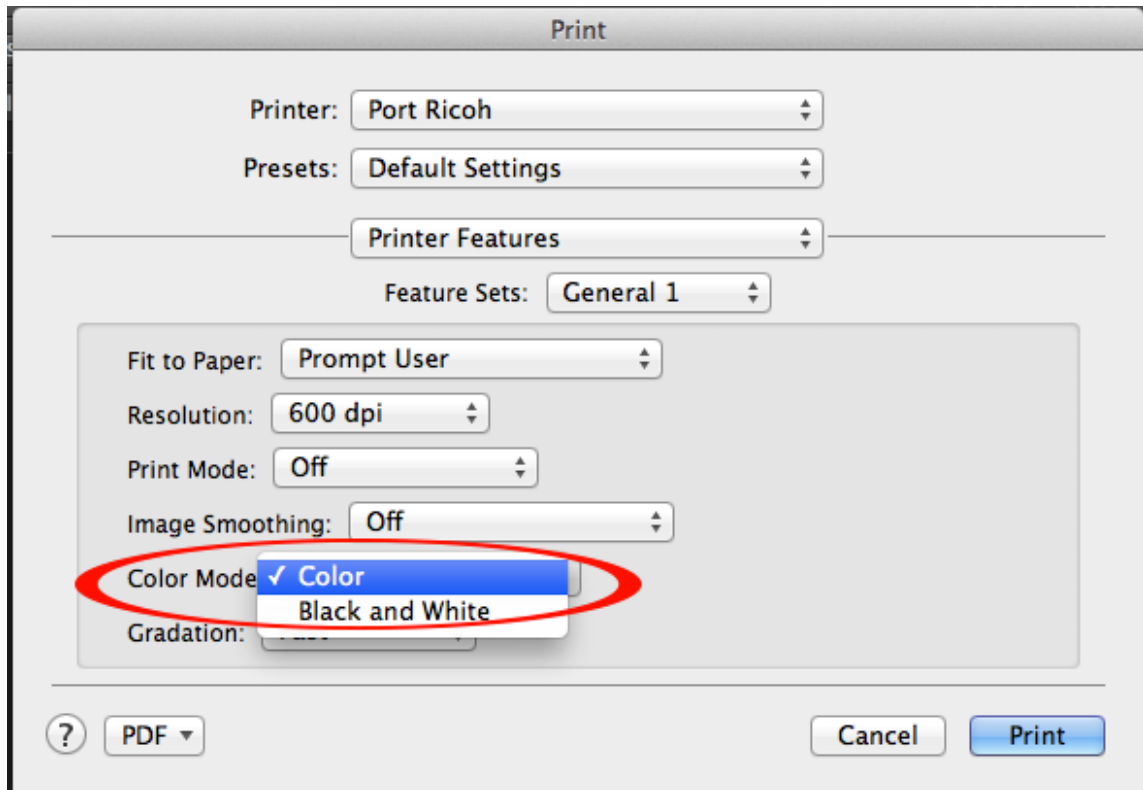 Print
Printer: Port Ricoh
Presets: Default Settings
Printer Features
Feature Sets: General 1
Fit to Paper: Prompt User
Resolution: 600 dpi
Print Mode: Off
Image Smoothing: Off
Color Mode ✓ Color
Black and White
Gradation:
? PDF Cancel Print